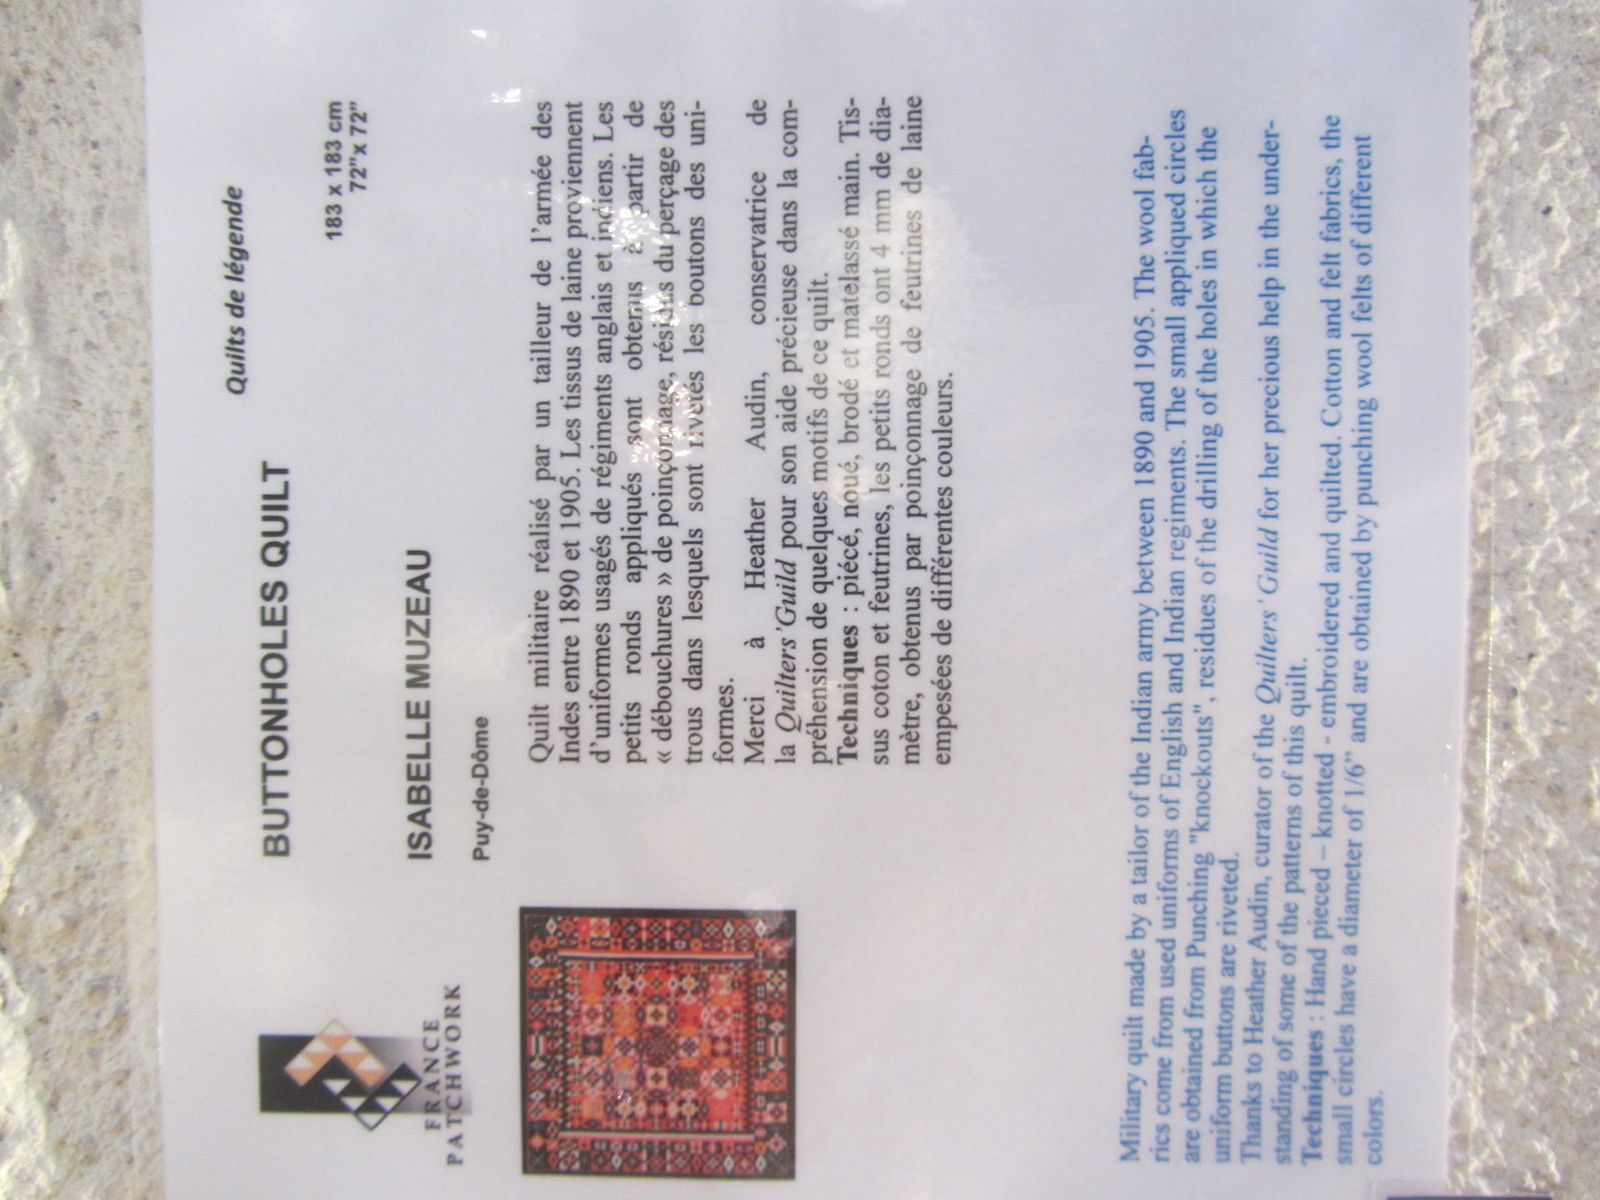 FRANCE
PATCHWORK
Quilts de légende
BUTTONHOLES QUILT
183 x 183 cm
72"x 72"
ISABELLE MUZEAU
Puy-de-Dôme
Quilt militaire réalisé par un tailleur de l'armée des
Indes entre 1890 et 1905. Les tissus de laine proviennent
d'uniformes usagés de régiments anglais et indiens. Les
petits ronds appliqués sont obtenus à partir de
« débouchures » de poinçonnage, résidus du perçage des
trous dans lesquels sont rivetés les boutons des uni-
formes.
Merci à Heather Audin, conservatrice de
la Quilters'Guild pour son aide précieuse dans la com-
préhension de quelques motifs de ce quilt.
Techniques : piécé, noué, brodé et matelassé main. Tis-
sus coton et feutrines, les petits ronds ont 4 mm de dia-
mètre, obtenus par poinçonnage de feutrines de laine
empesées de différentes couleurs.
Military quilt made by a tailor of the Indian army between 1890 and 1905. The wool fab-
rics come from used uniforms of English and Indian regiments. The small appliqued circles
are obtained from Punching "knockouts", residues of the drilling of the holes in which the
uniform buttons are riveted.
Thanks to Heather Audin, curator of the Quilters'Guild for her precious help in the under-
standing of some of the patterns of this quilt.
Techniques : Hand pieced – knotted - embroidered and quilted. Cotton and felt fabrics, the
small circles have a diameter of 1/6" and are obtained by punching wool felts of different
colors.